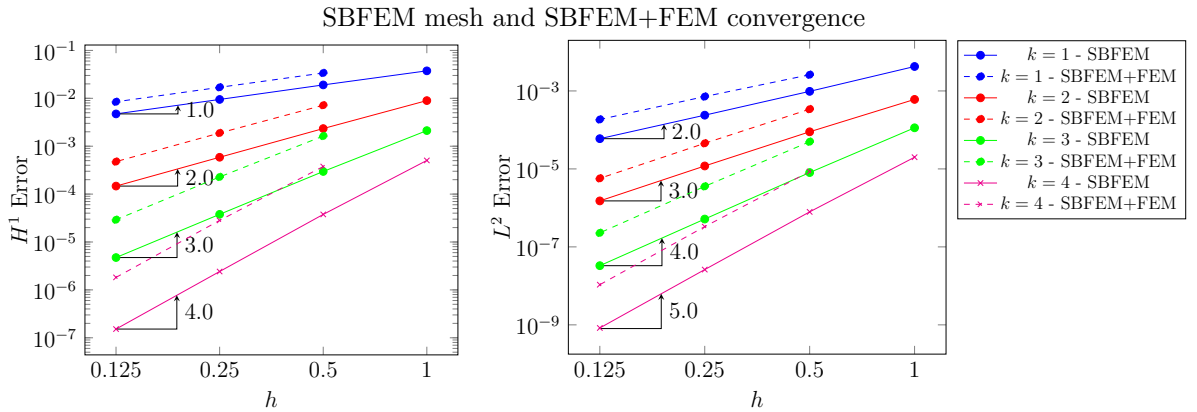 SBFEM mesh and SBFEM+FEM convergence
H^1 Error
10^−1
10^−2
10^−3
10^−4
10^−5
10^−6
10^−7
1.0
2.0
3.0
4.0
0.125
0.25
0.5
1
h
L^2 Error
10^−3
10^−5
10^−7
10^−9
2.0
3.0
4.0
5.0
0.125
0.25
0.5
1
h
k = 1 - SBFEM
k = 1 - SBFEM+FEM
k = 2 - SBFEM
k = 2 - SBFEM+FEM
k = 3 - SBFEM
k = 3 - SBFEM+FEM
k = 4 - SBFEM
k = 4 - SBFEM+FEM